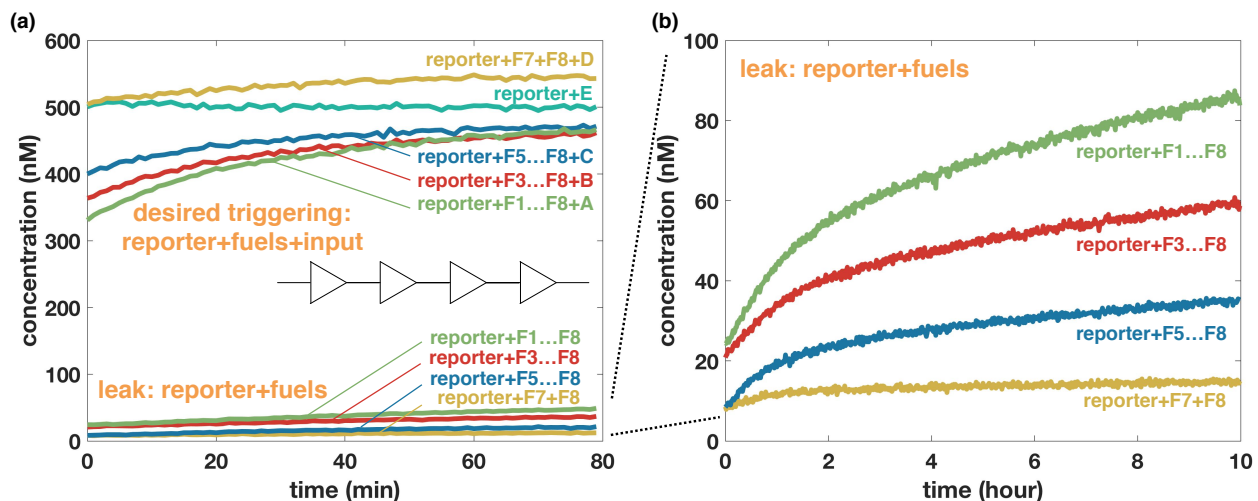 (a)
600
500
400
300
200
100
0
concentration (nM)
0
20
40
60
80
time (min)
reporter+F7+F8+D
reporter+E
reporter+F5...F8+C
reporter+F3...F8+B
reporter+F1...F8+A
desired triggering:
reporter+fuels+input
reporter+F1...F8
reporter+F3...F8
reporter+F5...F8
reporter+F7+F8
leak: reporter+fuels
(b)
100
80
60
40
20
0
concentration (nM)
0
2
4
6
8
10
time (hour)
leak: reporter+fuels
reporter+F1...F8
reporter+F3...F8
reporter+F5...F8
reporter+F7+F8